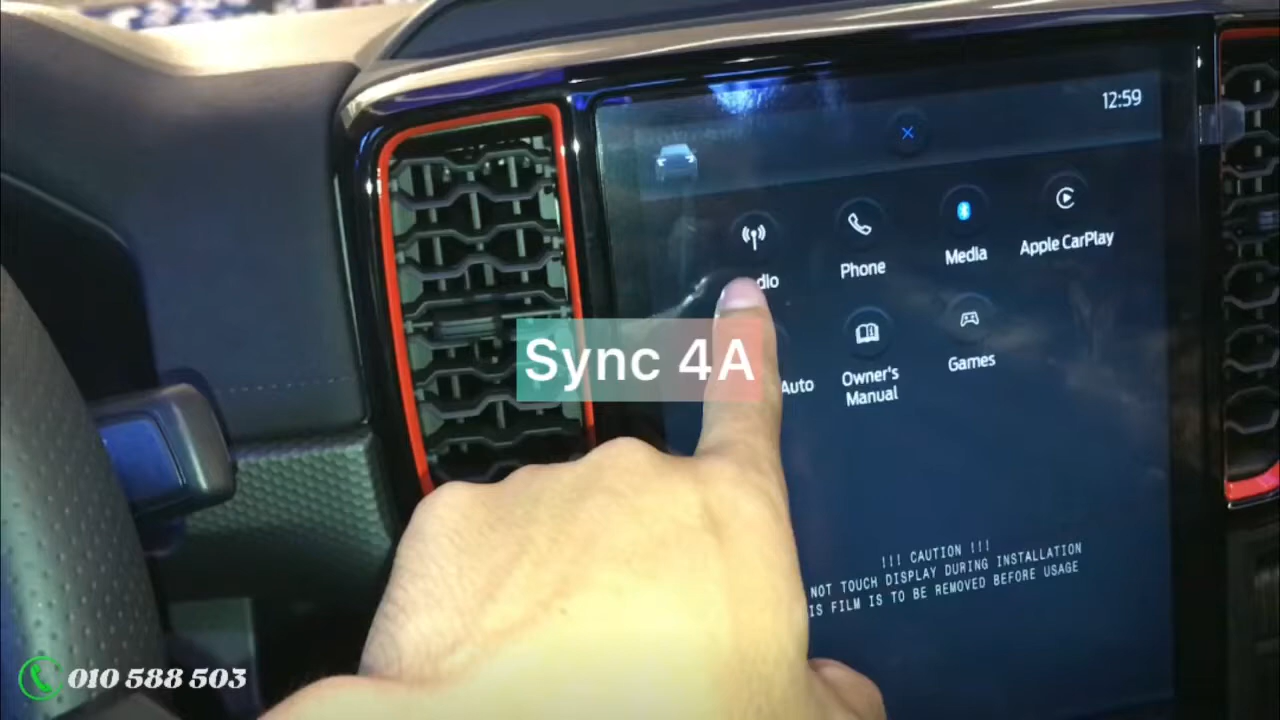 12:59
Phone
Media
Apple CarPlay
Auto
Owner's
Manual
Games
Sync 4A
!!! CAUTION !!!
NOT TOUCH DISPLAY DURING INSTALLATION
FILM IS TO BE REMOVED BEFORE USAGE
010 588 503